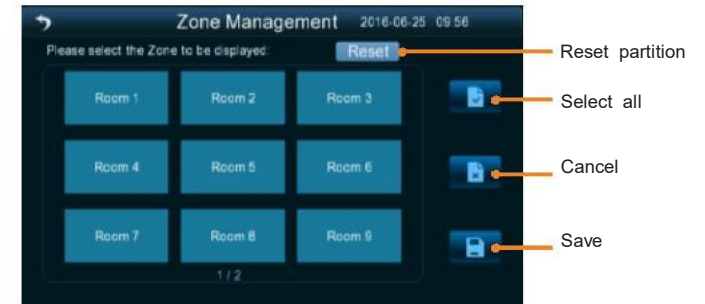 Zone Management 2016-06-25 09:56
Please select the Zone to be displayed: Reset
Reset partition
Room 1 Room 2 Room 3
Select all
Room 4 Room 5 Room 6
Cancel
Room 7 Room 8 Room 9
Save
1 / 2